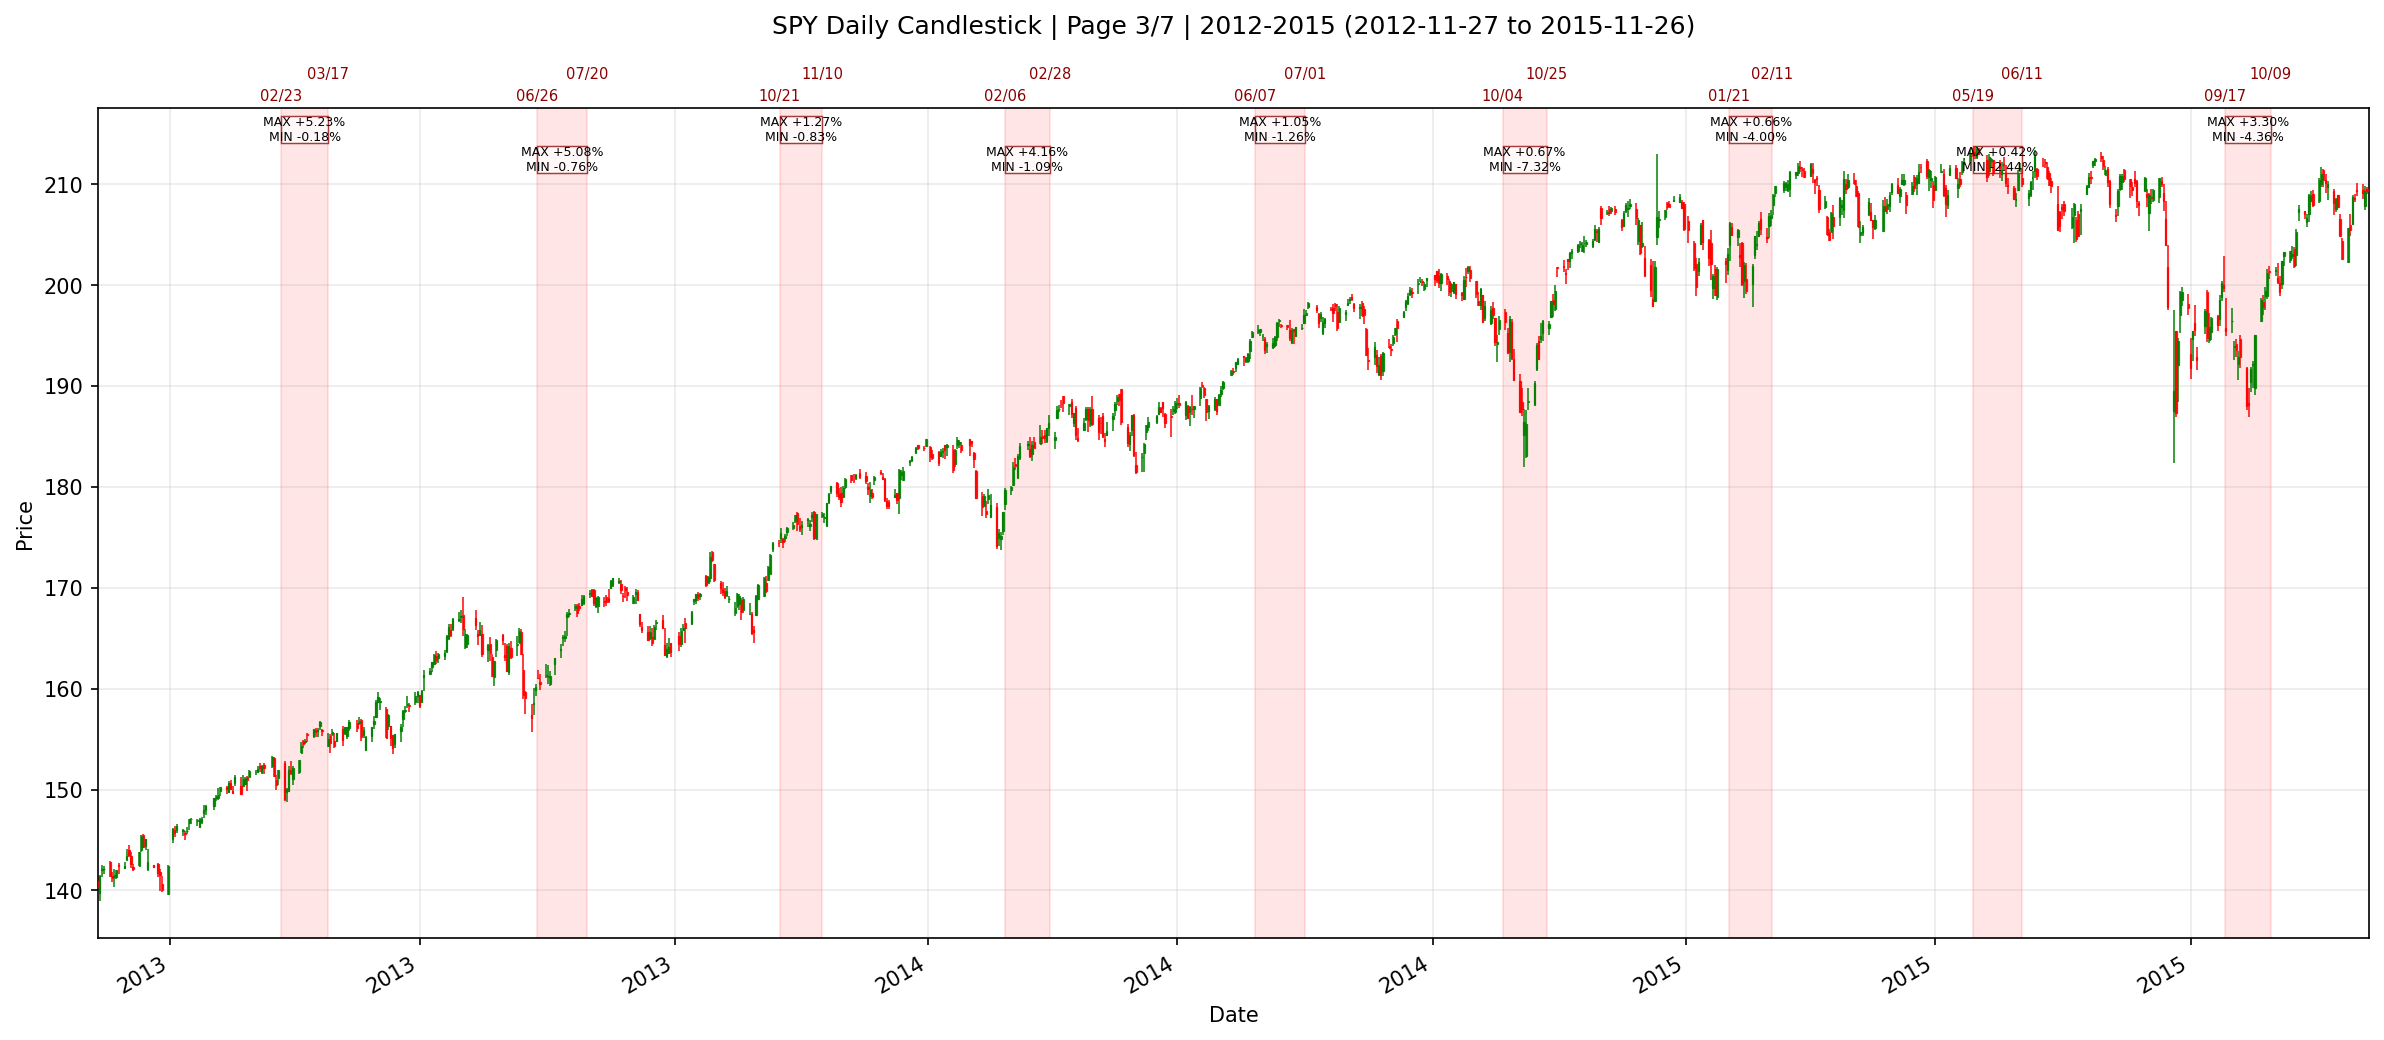 SPY Daily Candlestick | Page 3/7 | 2012-2015 (2012-11-27 to 2015-11-26)
03/17 07/20 11/10 02/28 07/01 10/25 02/11 06/11 10/09
02/23 06/26 10/21 02/06 06/07 10/04 01/21 05/19 09/17
MAX +5.23%
MIN -0.18%
MAX +5.08%
MIN -0.76%
MAX +1.27%
MIN -0.83%
MAX +4.16%
MIN -1.09%
MAX +1.05%
MIN -1.26%
MAX +0.67%
MIN -7.32%
MAX +0.66%
MIN -4.00%
MAX +0.42%
MIN -2.44%
MAX +3.30%
MIN -4.36%
210
200
190
180
170
160
150
140
Price
2013 2013 2013 2014 2014 2014 2015 2015 2015
Date